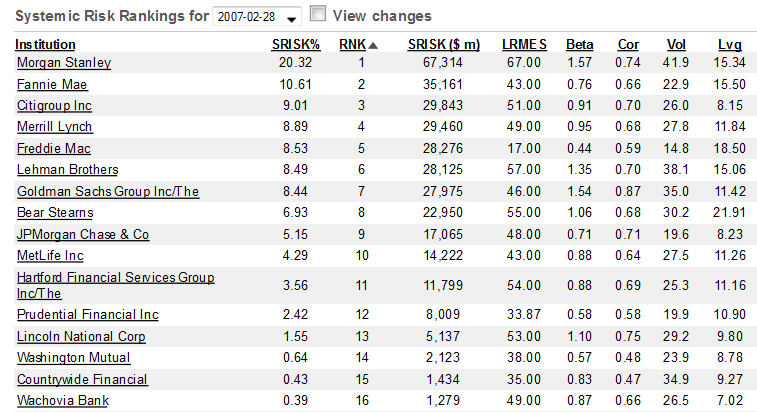 Systemic Risk Rankings for 2007-02-28 View changes
Institution SRISK% RNK SRISK ($ m) LRMES Beta Cor Vol Lvg
Morgan Stanley 20.32 1 67,314 67.00 1.57 0.74 41.9 15.34
Fannie Mae 10.61 2 35,161 43.00 0.76 0.66 22.9 15.50
Citigroup Inc 9.01 3 29,843 51.00 0.91 0.70 26.0 8.15
Merrill Lynch 8.89 4 29,460 49.00 0.95 0.68 27.8 11.84
Freddie Mac 8.53 5 28,276 17.00 0.44 0.59 14.8 18.50
Lehman Brothers 8.49 6 28,125 57.00 1.35 0.70 38.1 15.06
Goldman Sachs Group Inc/The 8.44 7 27,975 46.00 1.54 0.87 35.0 11.42
Bear Stearns 6.93 8 22,950 55.00 1.06 0.68 30.2 21.91
JPMorgan Chase & Co 5.15 9 17,065 48.00 0.71 0.71 19.6 8.23
MetLife Inc 4.29 10 14,222 43.00 0.88 0.64 27.5 11.26
Hartford Financial Services Group
Inc/The 3.56 11 11,799 54.00 0.88 0.69 25.3 11.16
Prudential Financial Inc 2.42 12 8,009 33.87 0.58 0.58 19.9 10.90
Lincoln National Corp 1.55 13 5,137 53.00 1.10 0.75 29.2 9.80
Washington Mutual 0.64 14 2,123 38.00 0.57 0.48 23.9 8.78
Countrywide Financial 0.43 15 1,434 35.00 0.83 0.47 34.9 9.27
Wachovia Bank 0.39 16 1,279 49.00 0.87 0.66 26.5 7.02